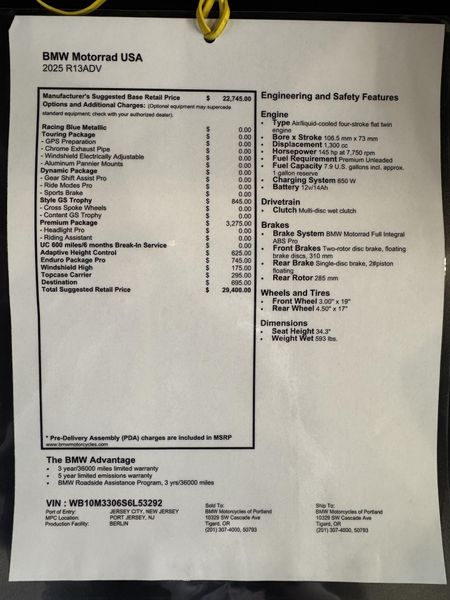 BMW Motorrad USA
2025 R13ADV
Manufacturer's Suggested Base Retail Price $ 22,745.00
Options and Additional Charges: (Optional equipment may supercede
standard equipment; check with your authorized dealer).
Racing Blue Metallic $ 0.00
Touring Package $ 0.00
- GPS Preparation $ 0.00
- Chrome Exhaust Pipe $ 0.00
- Windshield Electrically Adjustable $ 0.00
- Aluminum Pannier Mounts $ 0.00
Dynamic Package $ 0.00
- Gear Shift Assist Pro $ 0.00
- Ride Modes Pro $ 0.00
- Sports Brake $ 0.00
Style GS Trophy $ 845.00
- Cross Spoke Wheels $ 0.00
- Content GS Trophy $ 0.00
Premium Package $ 3,275.00
- Headlight Pro $ 0.00
- Riding Assistant $ 0.00
UC 600 miles/6 months Break-In Service $ 0.00
Adaptive Height Control $ 625.00
Enduro Package Pro $ 745.00
Windshield High $ 175.00
Topcase Carrier $ 295.00
Destination $ 695.00
Total Suggested Retail Price $ 29,400.00
* Pre-Delivery Assembly (PDA) charges are included in MSRP
www.bmwmotorcycles.com
Engineering and Safety Features
Engine
• Type Air/liquid-cooled four-stroke flat twin
engine
• Bore x Stroke 106.5 mm x 73 mm
• Displacement 1,300 cc
• Horsepower 145 hp at 7,750 rpm
• Fuel Requirement Premium Unleaded
• Fuel Capacity 7.9 U.S. gallons incl. approx.
1 gallon reserve
• Charging System 650 W
• Battery 12v/14Ah
Drivetrain
• Clutch Multi-disc wet clutch
Brakes
• Brake System BMW Motorrad Full Integral
ABS Pro
• Front Brakes Two-rotor disc brake, floating
brake discs, 310 mm
• Rear Brake Single-disc brake, 2#piston
floating
• Rear Rotor 285 mm
Wheels and Tires
• Front Wheel 3.00" x 19"
• Rear Wheel 4.50" x 17"
Dimensions
• Seat Height 34.3"
• Weight Wet 593 lbs.
The BMW Advantage
• 3 year/36000 miles limited warranty
• 5 year limited emissions warranty
• BMW Roadside Assistance Program, 3 yrs/36000 miles
VIN : WB10M3306S6L53292
Port of Entry: JERSEY CITY, NEW JERSEY
MPC Location: PORT JERSEY, NJ
Production Facility: BERLIN
Sold To:
BMW Motorcycles of Portland
10329 SW Cascade Ave
Tigard, OR
(201) 307-4000, 50793
Ship To:
BMW Motorcycles of Portland
10329 SW Cascade Ave
Tigard, OR
(201) 307-4000, 50793